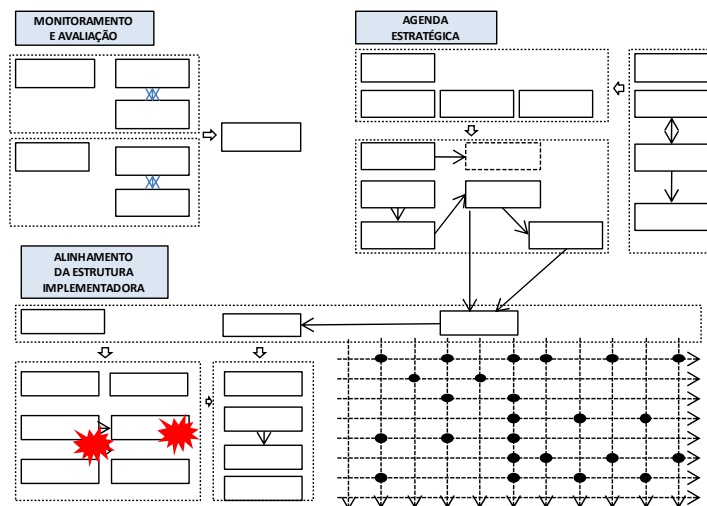 MONITORAMENTO
E AVALIAÇÃO
AGENDA
ESTRATÉGICA
ALINHAMENTO
DA ESTRUTURA
IMPLEMENTADORA